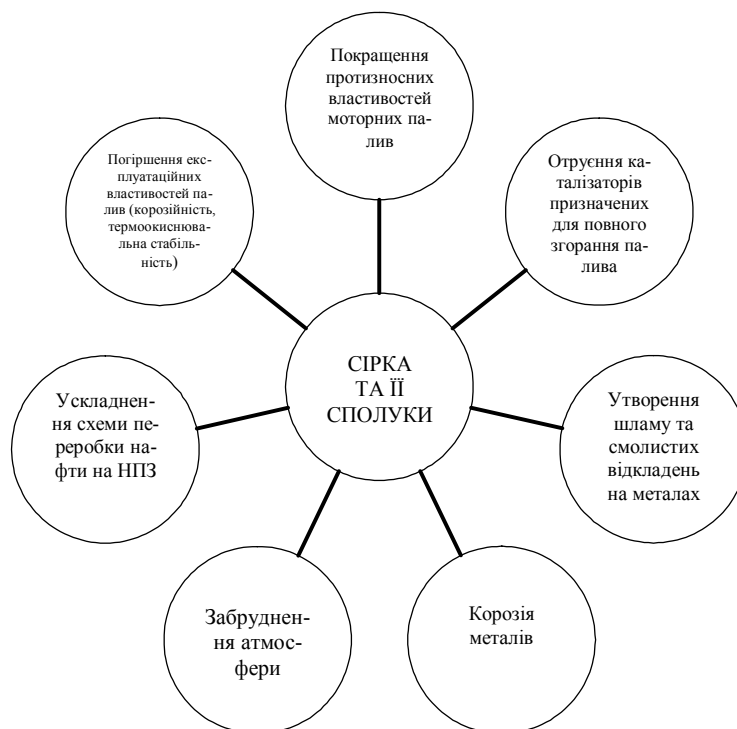 Покращення
протизносних
властивостей
моторних па-
лив
Погіршення екс-
плуатаційних
властивостей па-
лив (корозійність,
термоокиснюва-
льна стабіль-
ність)
Отруєння ка-
талізаторів
призначених
для повного
згорання па-
лива
СІРКА
ТА ЇЇ
СПОЛУКИ
Ускладнен-
ня схеми пе-
реробки на-
фти на НПЗ
Утворення
шламу та
смолистих
відкладень
на металах
Забруднен-
ня атмос-
фери
Корозія
металів